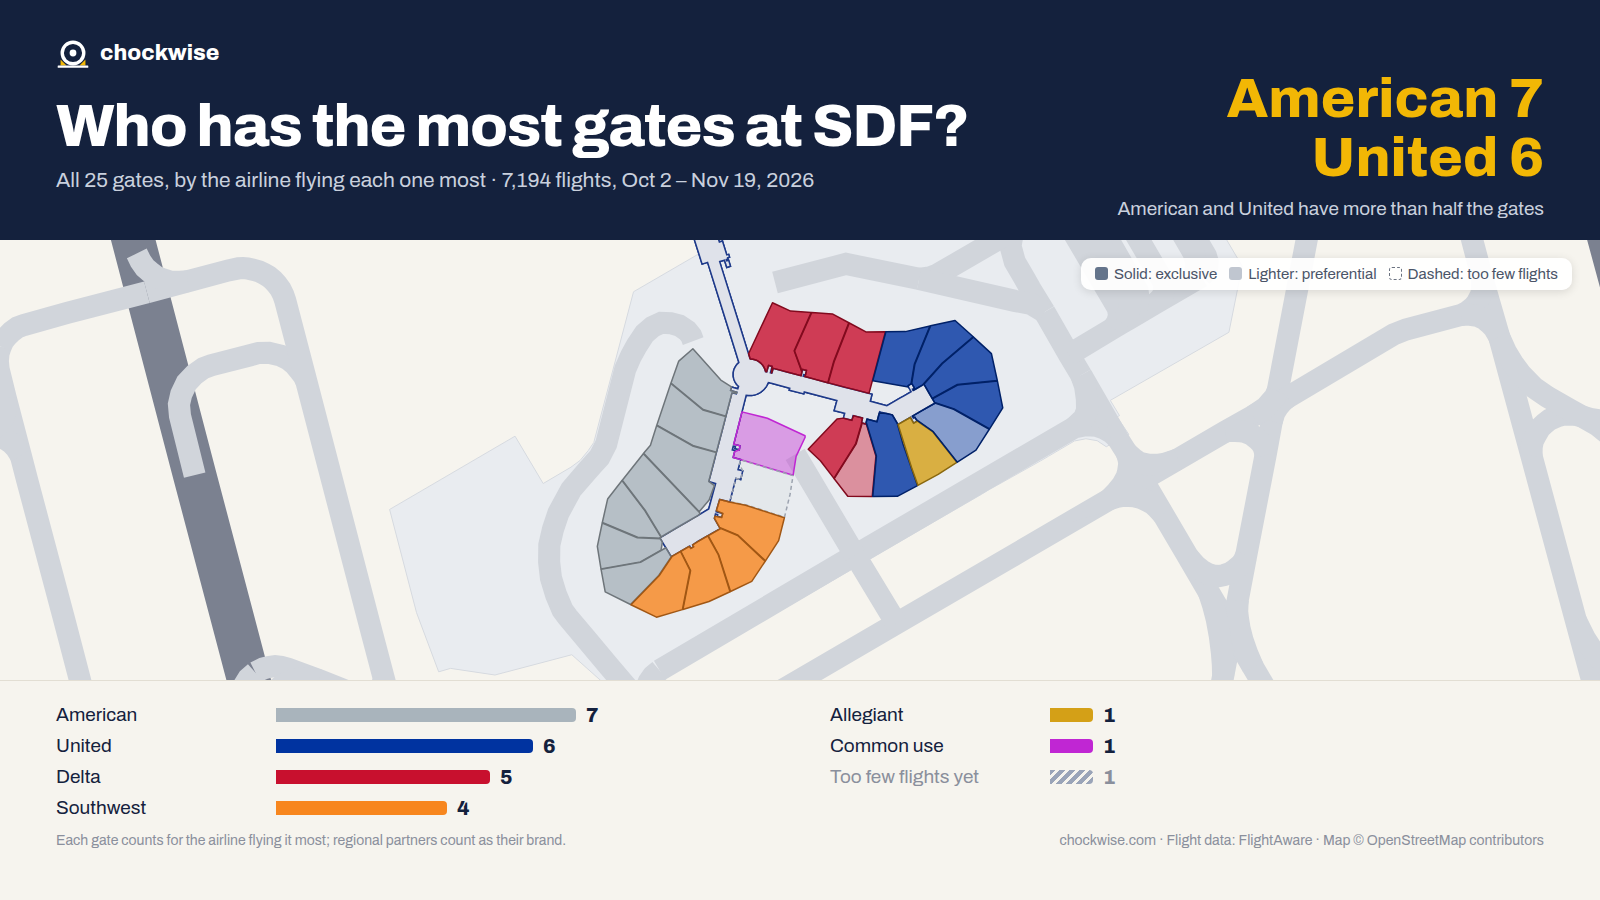 chockwise
Who has the most gates at SDF?
All 25 gates, by the airline flying each one most · 7,194 flights, Oct 2 – Nov 19, 2026
American 7
United 6
American and United have more than half the gates
Solid: exclusive
Lighter: preferential
Dashed: too few flights
American 7
United 6
Delta 5
Southwest 4
Allegiant 1
Common use 1
Too few flights yet 1
Each gate counts for the airline flying it most; regional partners count as their brand.
chockwise.com · Flight data: FlightAware · Map © OpenStreetMap contributors